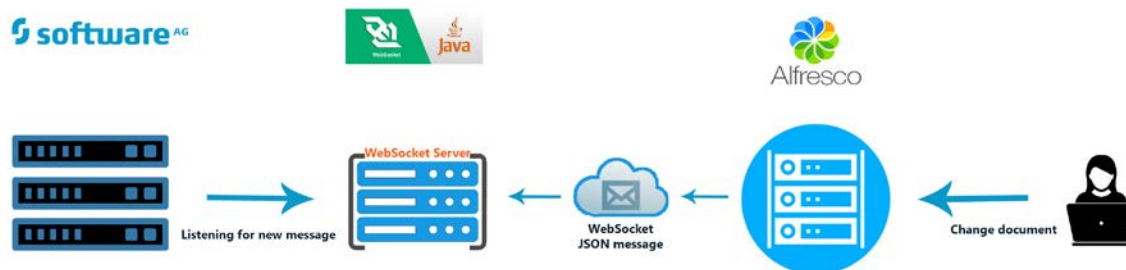 software AG
WebSocket
Java
Alfresco
WebSocket Server
Listening for new message
WebSocket
JSON message
Change document